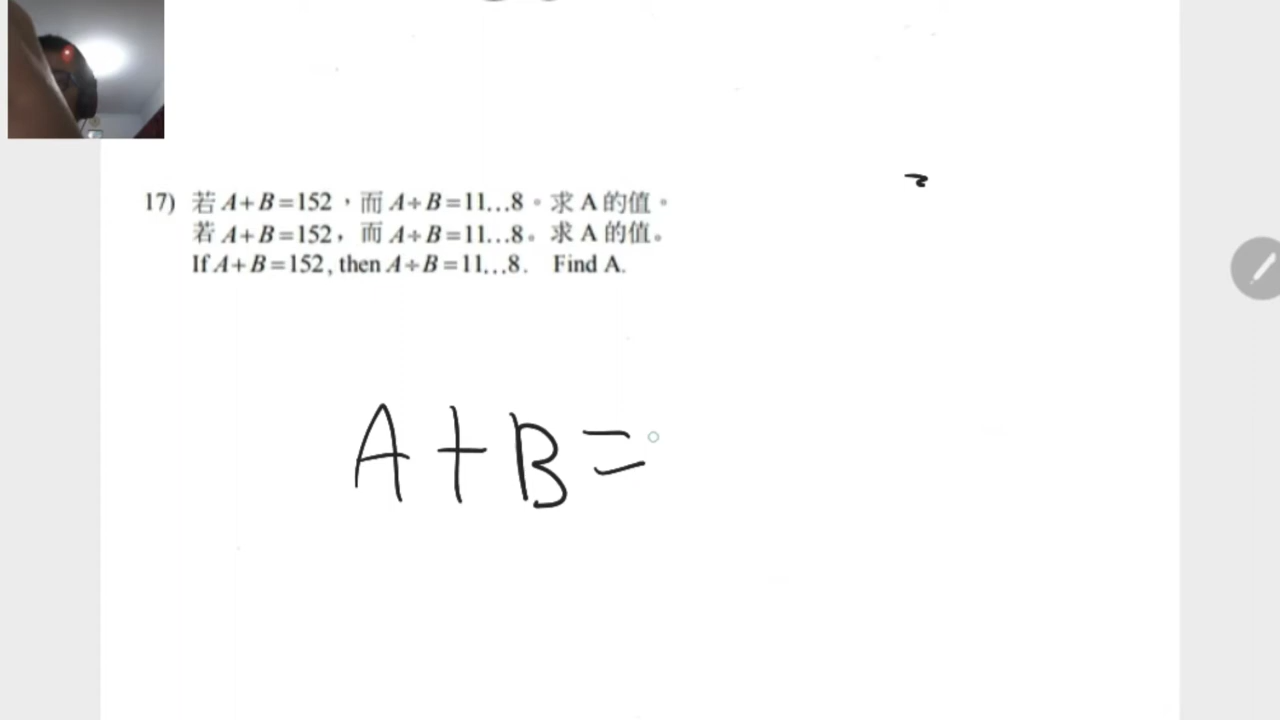 17) 若 A+B=152，而 A÷B=11…8。求 A 的值。
若 A+B=152，而 A÷B=11…8。求 A 的值。
If A+B=152, then A÷B=11…8. Find A.
A+B=